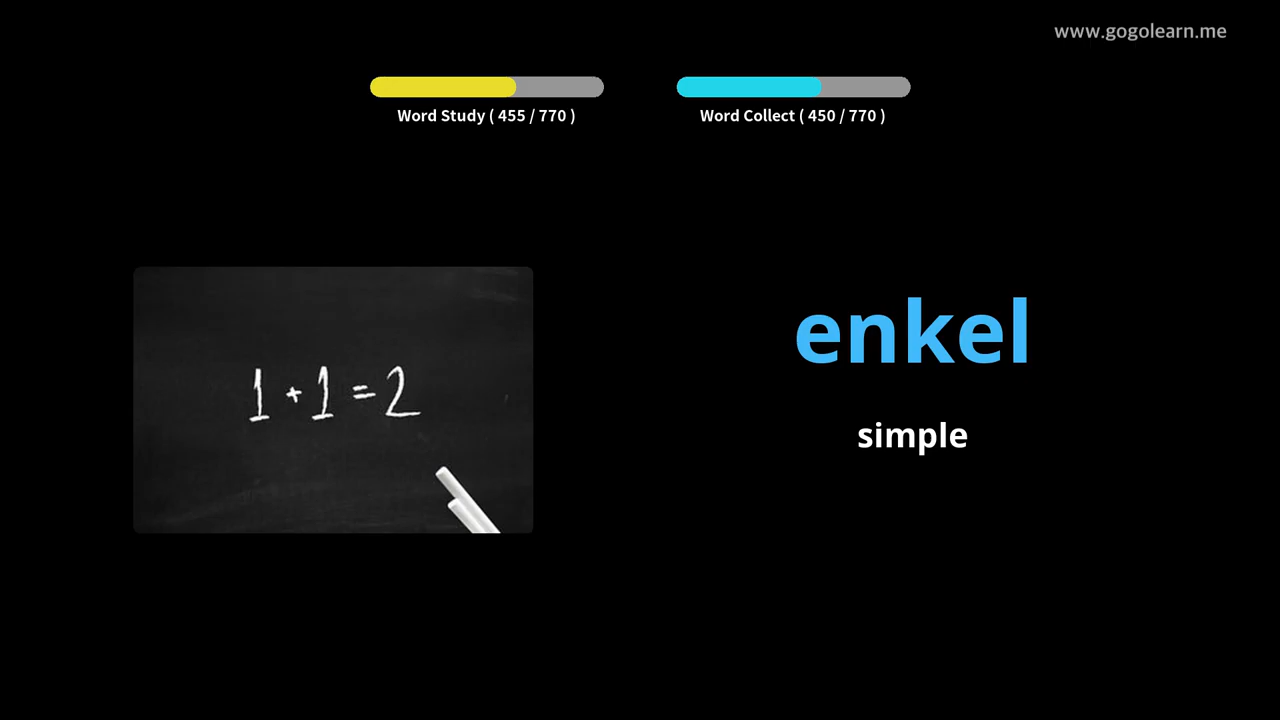 www.gogolearn.me
Word Study ( 455 / 770 )
Word Collect ( 450 / 770 )
1 + 1 = 2
enkel
simple